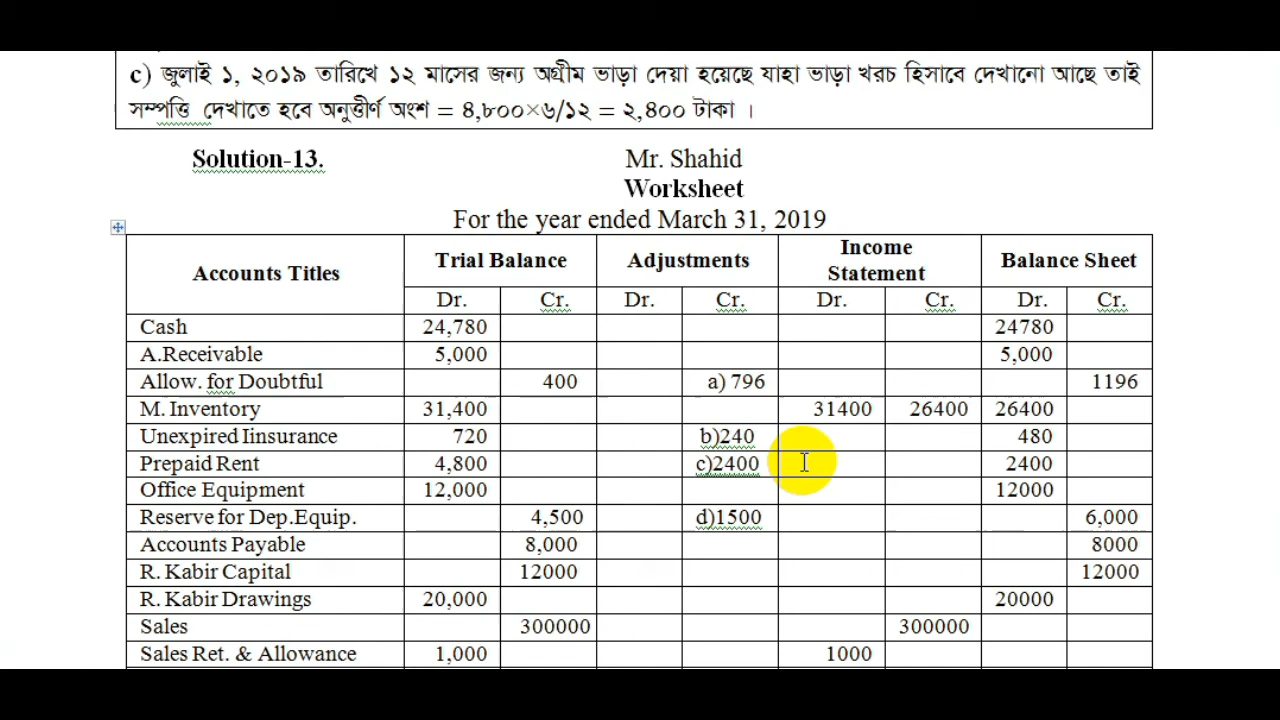 c) জুলাই ১, ২০১৯ তারিখে ১২ মাসের জন্য অগ্রীম ভাড়া দেয়া হয়েছে যাহা ভাড়া খরচ হিসাবে দেখানো আছে তাই
সম্পত্তি দেখাতে হবে অনুত্তীর্ণ অংশ = ৪,৮০০×৬/১২ = ২,৪০০ টাকা ।
Solution-13. Mr. Shahid
Worksheet
For the year ended March 31, 2019
Accounts Titles Trial Balance Adjustments Income Statement Balance Sheet
Dr. Cr. Dr. Cr. Dr. Cr. Dr. Cr.
Cash 24,780 24780
A.Receivable 5,000 5,000
Allow. for Doubtful 400 a) 796 1196
M. Inventory 31,400 31400 26400 26400
Unexpired Iinsurance 720 b)240 480
Prepaid Rent 4,800 c)2400 2400
Office Equipment 12,000 12000
Reserve for Dep.Equip. 4,500 d)1500 6,000
Accounts Payable 8,000 8000
R. Kabir Capital 12000 12000
R. Kabir Drawings 20,000 20000
Sales 300000 300000
Sales Ret. & Allowance 1,000 1000